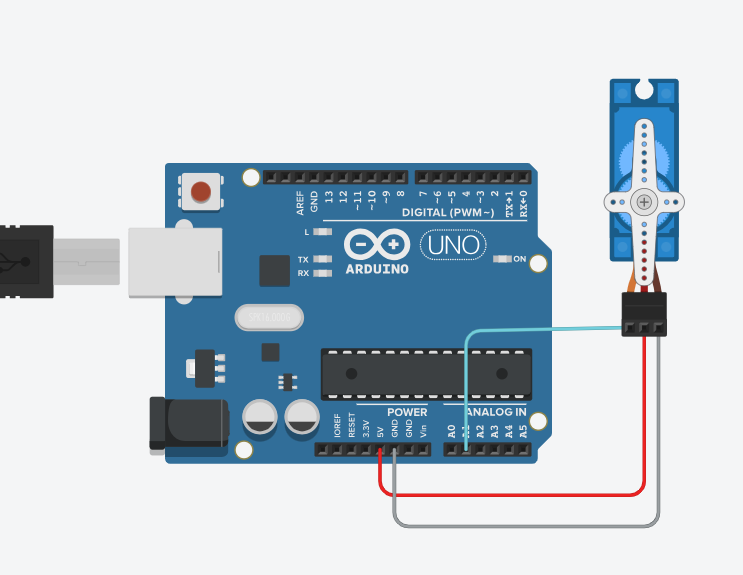 AREF
GND
13
12
~11
~10
~9
8
7
~6
~5
4
~3
2
TX→1
RX←0
DIGITAL (PWM~)
L
TX
RX
UNO
ARDUINO
ON
POWER
ANALOG IN
IOREF
RESET
3.3V
5V
GND
GND
Vin
A0
A1
A2
A3
A4
A5